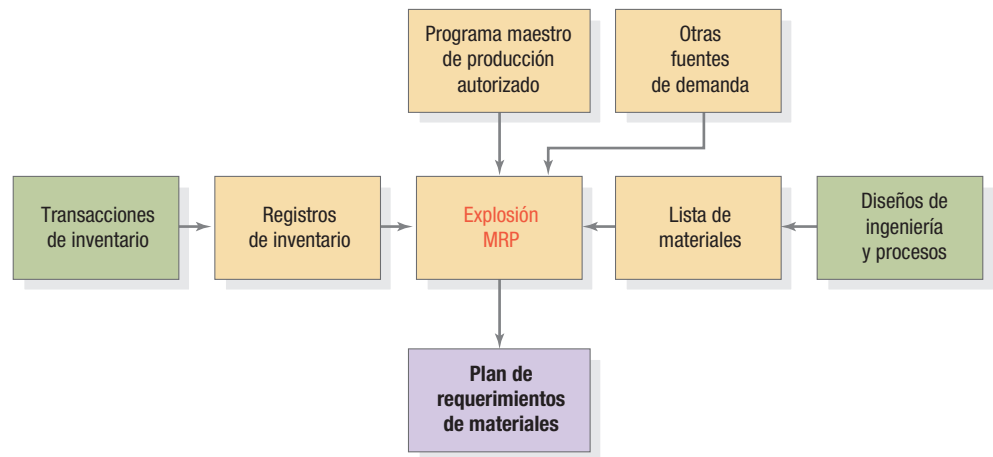 Programa maestro
de producción
autorizado
Otras
fuentes
de demanda
Transacciones
de inventario
Registros
de inventario
Explosión
MRP
Lista de
materiales
Diseños de
ingeniería
y procesos
Plan de
requerimientos
de materiales